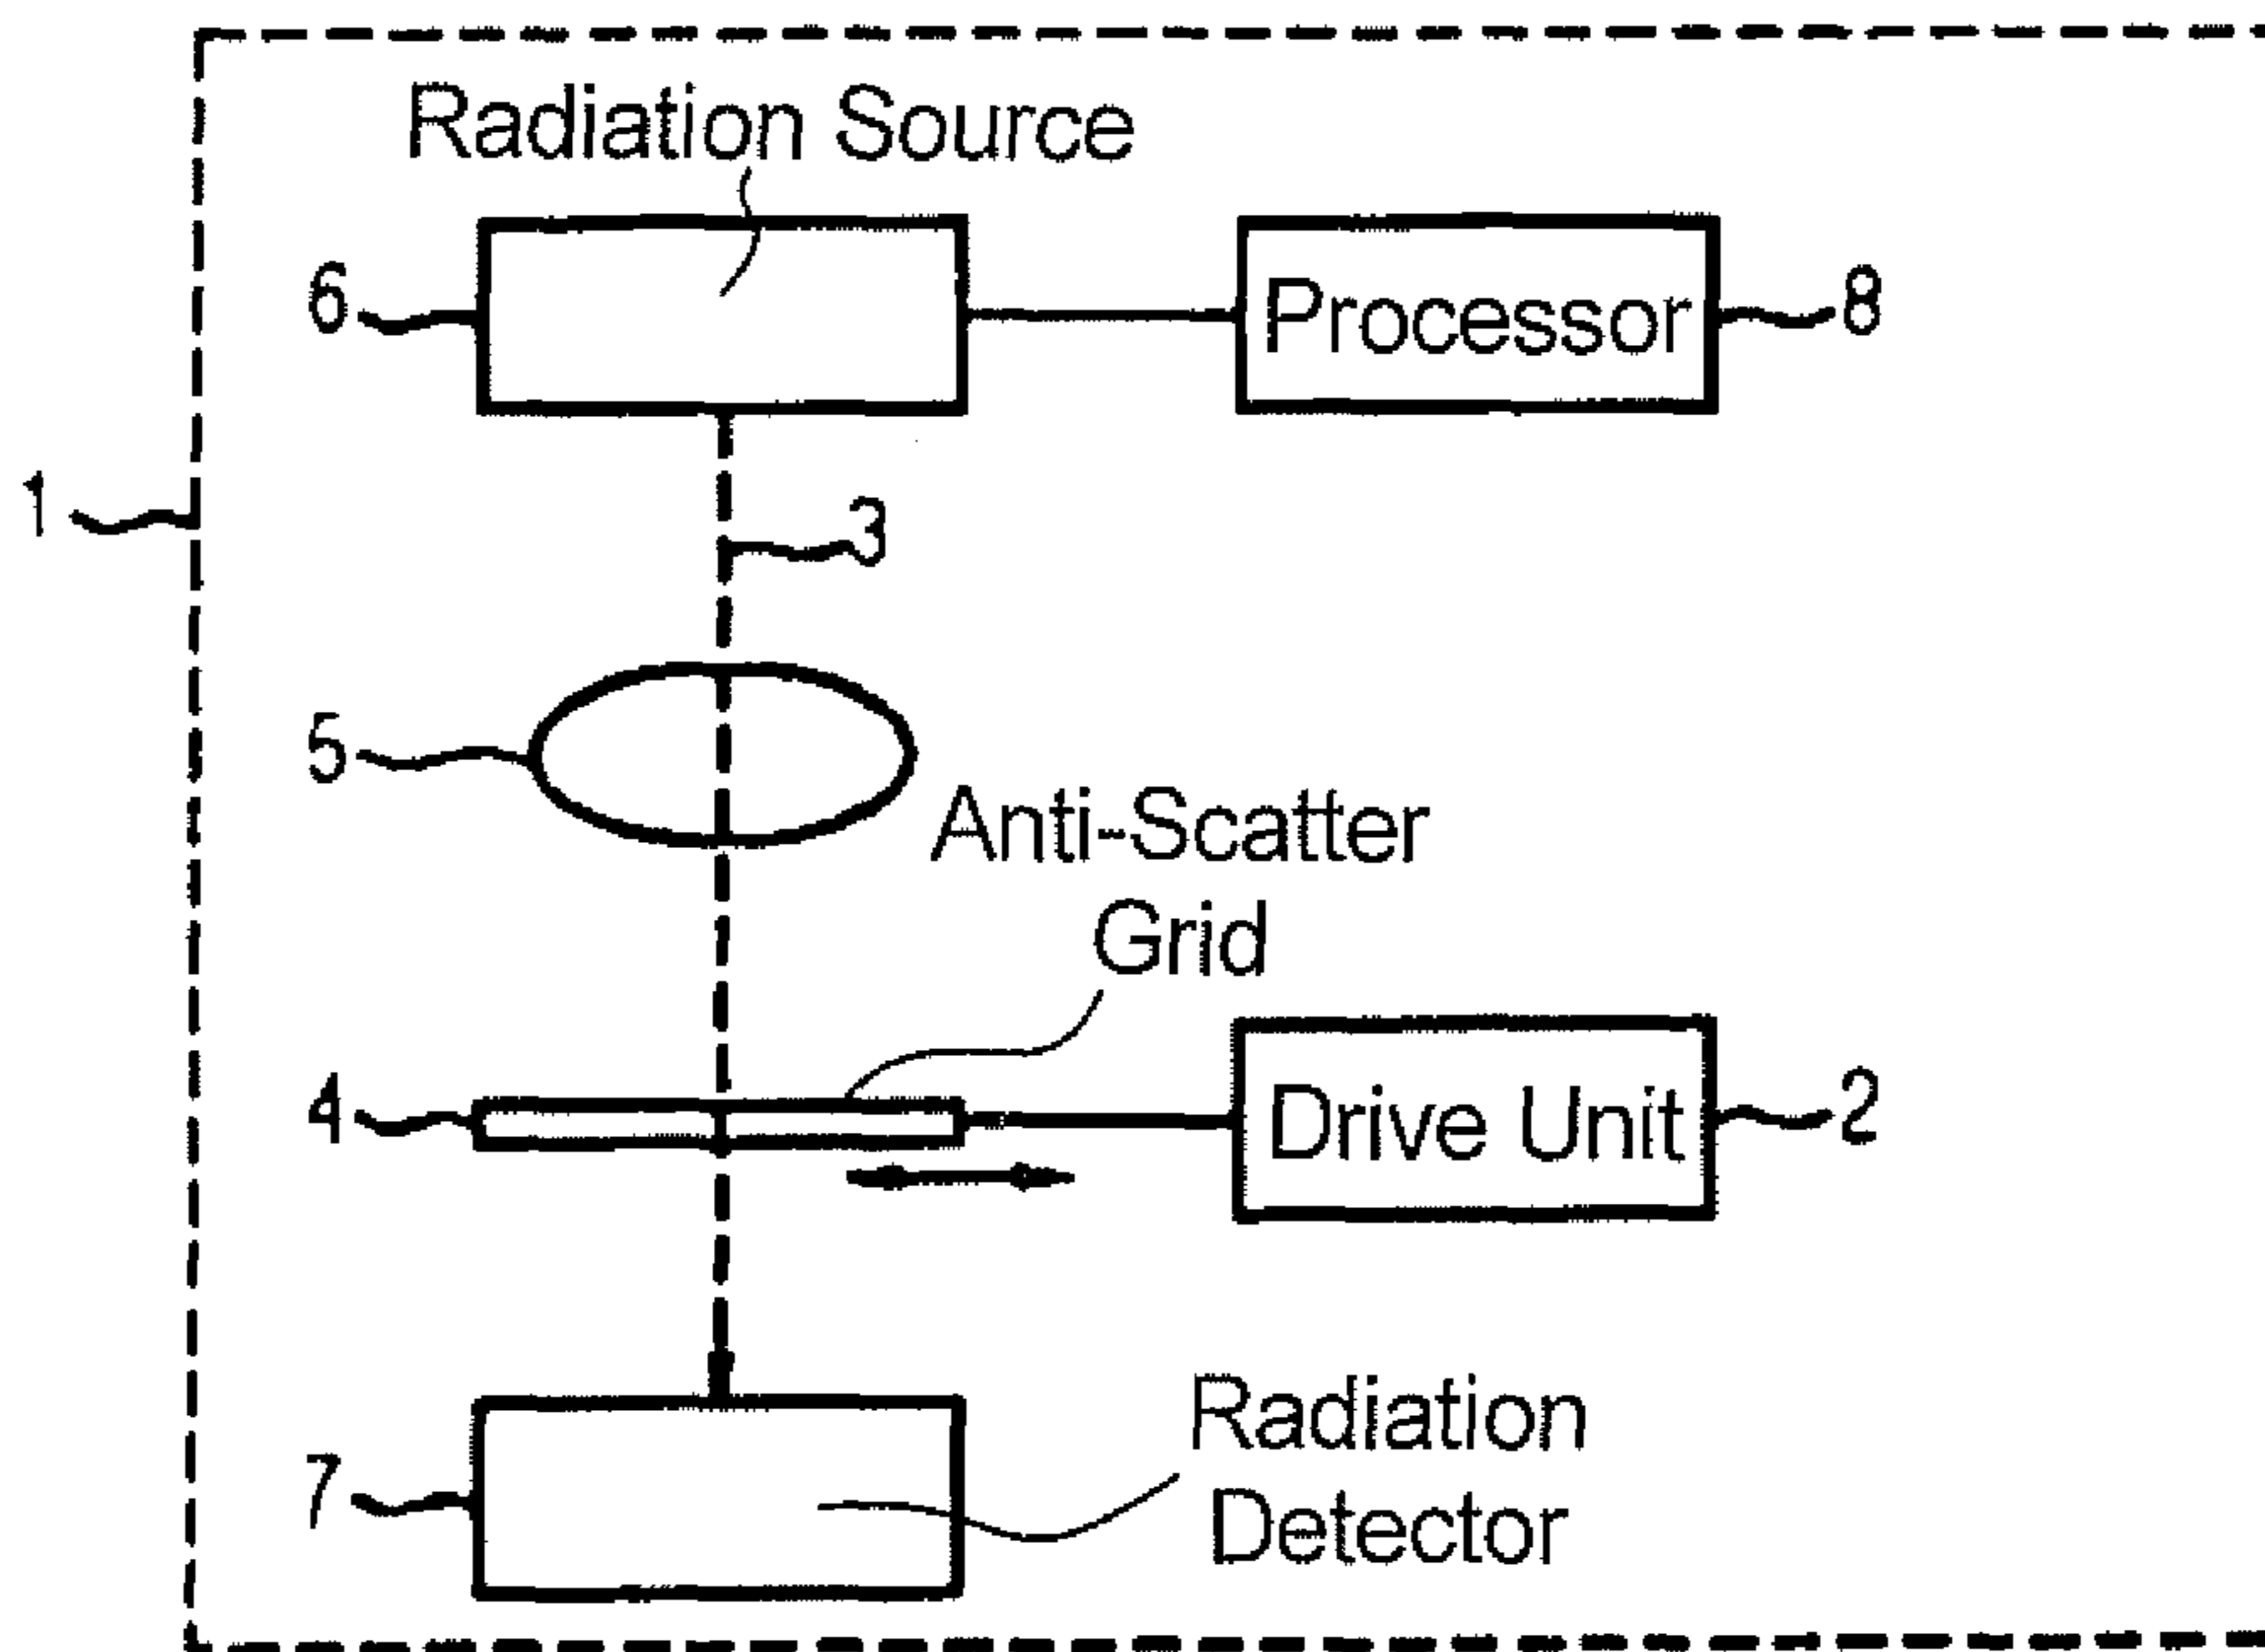 Radiation Source
6
Processor
8
1
3
5
Anti-Scatter
Grid
4
Drive Unit
2
Radiation
Detector
7